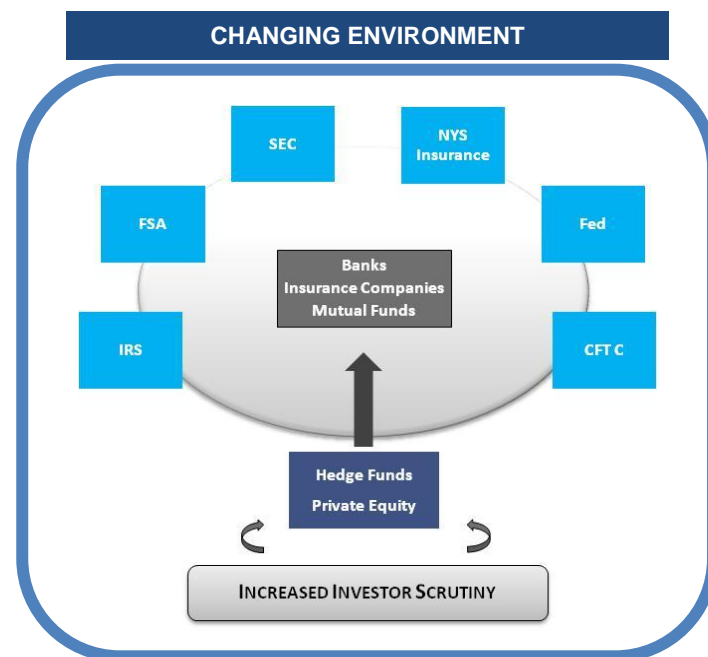 CHANGING ENVIRONMENT
SEC
NYS
Insurance
FSA
Fed
Banks
Insurance Companies
Mutual Funds
IRS
CFT C
Hedge Funds
Private Equity
INCREASED INVESTOR SCRUTINY